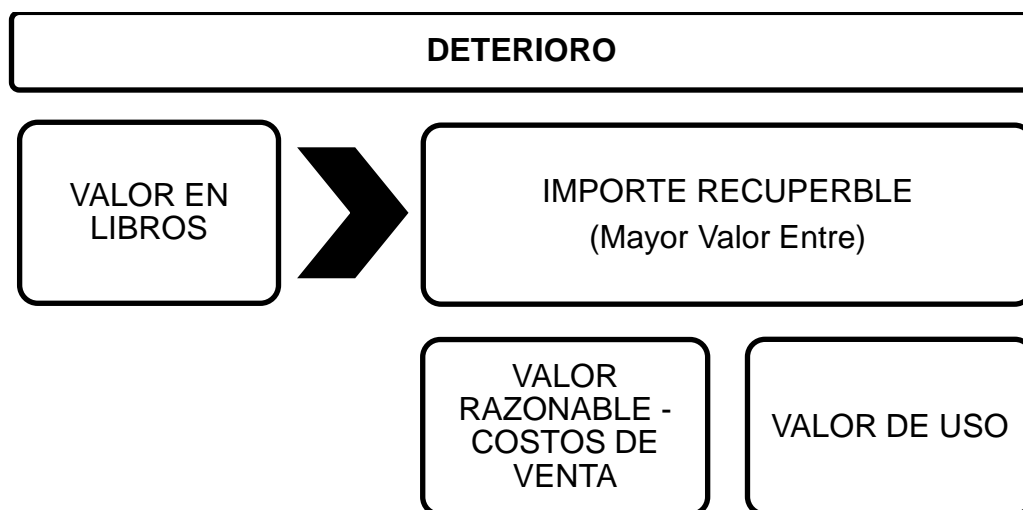 DETERIORO
VALOR EN
LIBROS
IMPORTE RECUPERBLE
(Mayor Valor Entre)
VALOR
RAZONABLE -
COSTOS DE
VENTA
VALOR DE USO